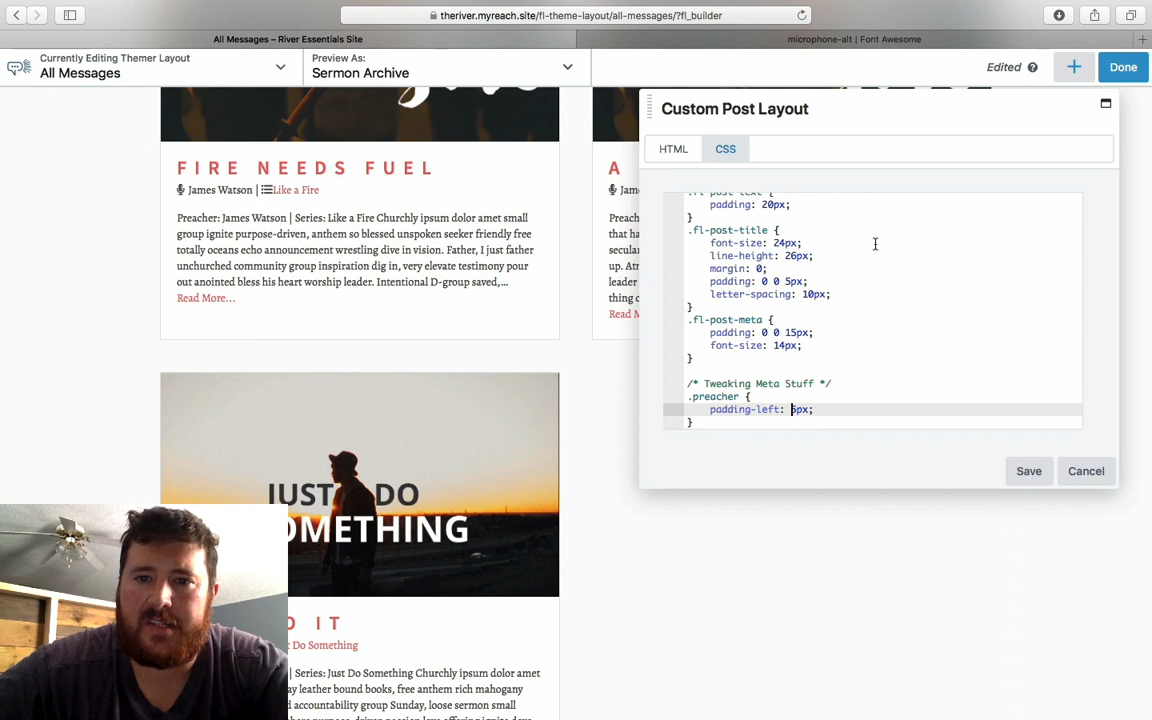 theriver.myreach.site/fl-theme-layout/all-messages/?fl_builder
All Messages – River Essentials Site
microphone-alt | Font Awesome
Currently Editing Themer Layout
All Messages
Preview As:
Sermon Archive
Edited
Done
FIRE NEEDS FUEL
James Watson | Like a Fire
Preacher: James Watson | Series: Like a Fire Churchly ipsum dolor amet small
group ignite purpose-driven, anthem so blessed unspoken seeker friendly free
totally oceans echo announcement wrestling dive in vision. Father, I just father
unchurched community group inspiration dig in, very elevate testimony pour
out anointed bless his heart worship leader. Intentional D-group saved,...
Read More...
A
Jam
Preach
that ha
secular
up. Atr
leader
thing c
Read M
Custom Post Layout
HTML
CSS
.fl-post-text {
padding: 20px;
}
.fl-post-title {
font-size: 24px;
line-height: 26px;
margin: 0;
padding: 0 0 5px;
letter-spacing: 10px;
}
.fl-post-meta {
padding: 0 0 15px;
font-size: 14px;
}
/* Tweaking Meta Stuff */
.preacher {
padding-left: 5px;
}
Save
Cancel
JUST DO
SOMETHING
O IT
t Do Something
| Series: Just Do Something Churchly ipsum dolor amet
ay leather bound books, free anthem rich mahogany
d accountability group Sunday, loose sermon small